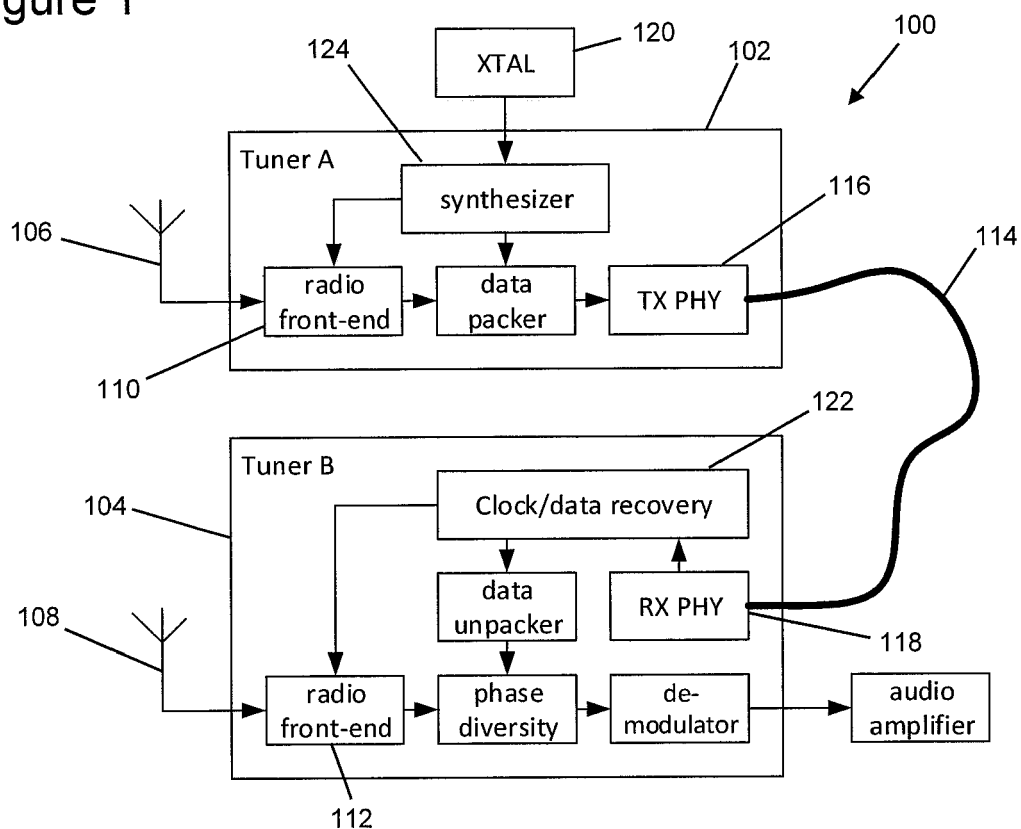 gure 1
120
100
124
XTAL
102
Tuner A
synthesizer
116
106
114
radio
front-end
data
packer
TX PHY
110
122
Tuner B
Clock/data recovery
104
data
unpacker
RX PHY
108
118
radio
front-end
phase
diversity
de-
modulator
audio
amplifier
112